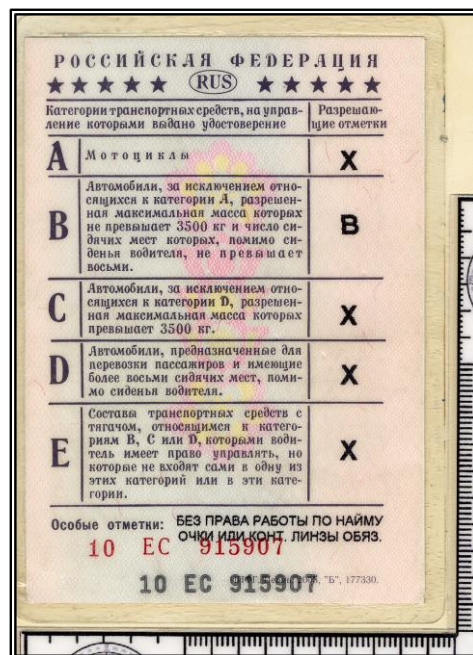 РОССИЙСКАЯ ФЕДЕРАЦИЯ
RUS
Категории транспортных средств, на управ-
ление которыми выдано удостоверение
Разрешаю-
щие отметки
A
Мотоциклы
X
B
Автомобили, за исключением отно-
сящихся к категории A, разрешен-
ная максимальная масса которых
не превышает 3500 кг и число си-
дячих мест которых, помимо си-
денья водителя, не превышает
восьми.
B
C
Автомобили, за исключением отно-
сящихся к категории D, разрешен-
ная максимальная масса которых
превышает 3500 кг.
X
D
Автомобили, предназначенные для
перевозки пассажиров и имеющие
более восьми сидячих мест, поми-
мо сиденья водителя.
X
E
Составы транспортных средств с
тягачом, относящимся к катего-
риям B, C или D, которыми води-
тель имеет право управлять, но
которые не входят сами в одну из
этих категорий или в эти кате-
гории.
X
Особые отметки:
БЕЗ ПРАВА РАБОТЫ ПО НАЙМУ
ОЧКИ ИДИ КОНТ. ЛИНЗЫ ОБЯЗ.
10 ЕС 915907
10 ЕС 915907
"Б", 177330.